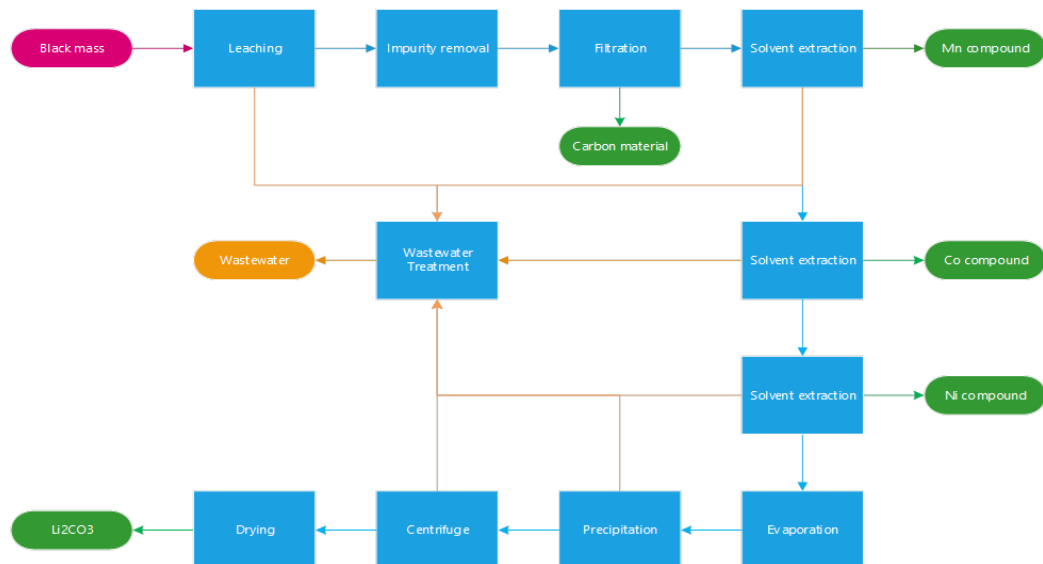 Black mass
Leaching
Impurity removal
Filtration
Solvent extraction
Mn compound
Carbon material
Wastewater
Wastewater
Treatment
Solvent extraction
Co compound
Solvent extraction
Ni compound
Li2CO3
Drying
Centrifuge
Precipitation
Evaporation